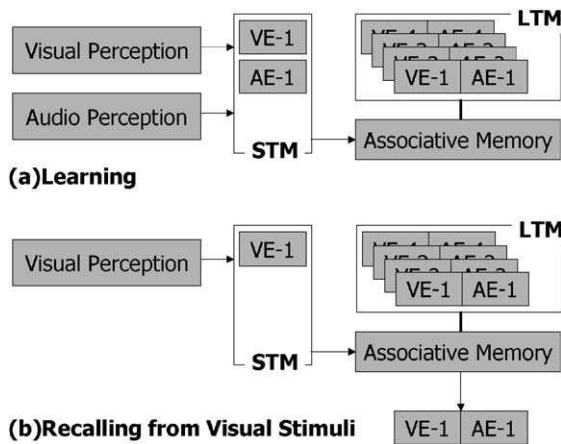 LTM
Visual Perception
VE-1
AE-1
VE-1 AE-1
Audio Perception
STM
Associative Memory
(a)Learning
LTM
Visual Perception
VE-1
VE-1 AE-1
STM
Associative Memory
(b)Recalling from Visual Stimuli
VE-1 AE-1